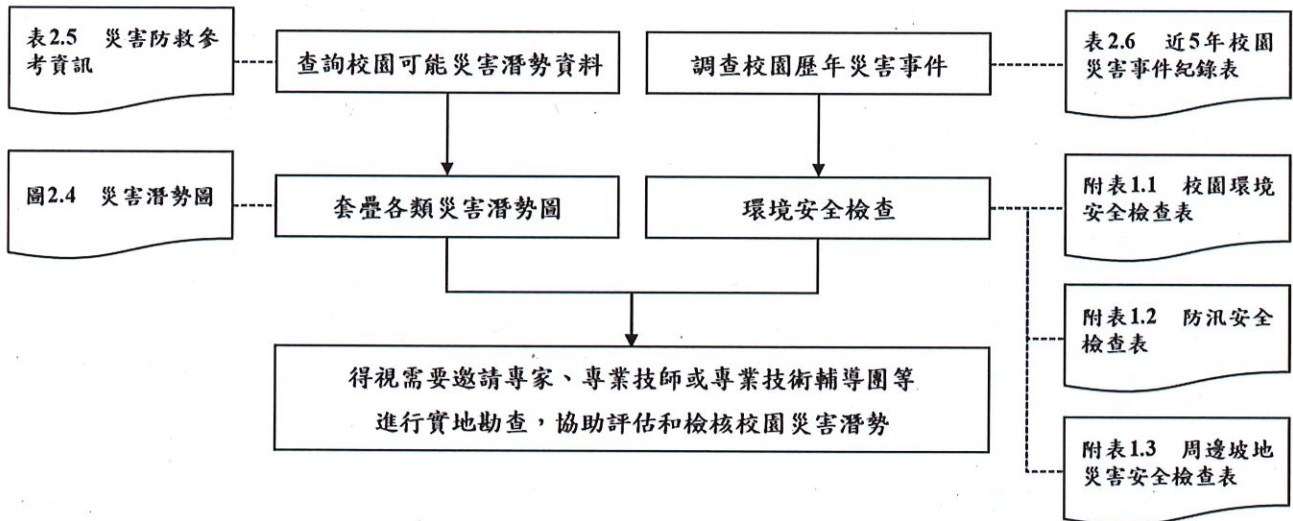 表2.5 災害防救參
考資訊
查詢校園可能災害潛勢資料
調查校園歷年災害事件
表2.6 近5年校園
災害事件紀錄表
圖2.4 災害潛勢圖
套疊各類災害潛勢圖
環境安全檢查
附表1.1 校園環境
安全檢查表
附表1.2 防汛安全
檢查表
得視需要邀請專家、專業技師或專業技術輔導團等
進行實地勘查，協助評估和檢核校園災害潛勢
附表1.3 周邊坡地
災害安全檢查表